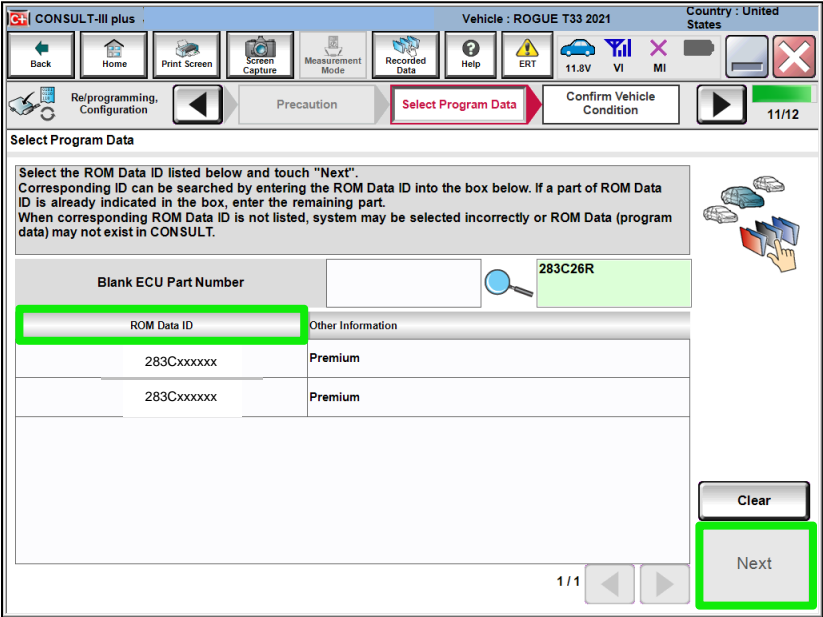 C+ CONSULT-III plus
Vehicle : ROGUE T33 2021
Country : United
States
Back
Home
Print Screen
Screen
Capture
Measurement
Mode
Recorded
Data
Help
ERT
11.8V
VI
MI
Re/programming,
Configuration
Precaution
Select Program Data
Confirm Vehicle
Condition
11/12
Select Program Data
Select the ROM Data ID listed below and touch "Next".
Corresponding ID can be searched by entering the ROM Data ID into the box below. If a part of ROM Data
ID is already indicated in the box, enter the remaining part.
When corresponding ROM Data ID is not listed, system may be selected incorrectly or ROM Data (program
data) may not exist in CONSULT.
Blank ECU Part Number
283C26R
ROM Data ID
Other Information
283Cxxxxxx
Premium
283Cxxxxxx
Premium
Clear
Next
1/1